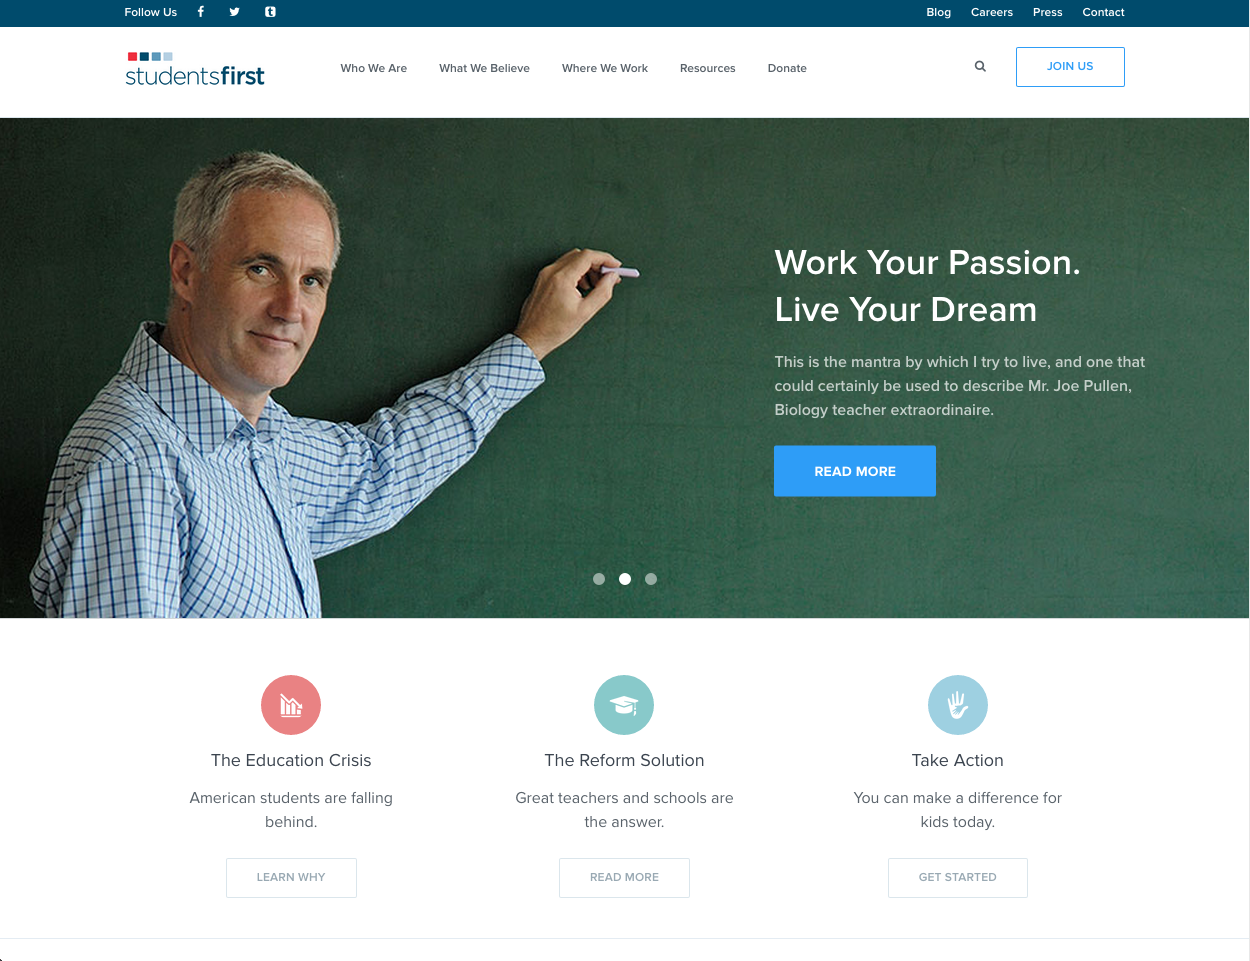 Follow Us
Blog Careers Press Contact
studentsfirst
Who We Are What We Believe Where We Work Resources Donate
JOIN US
Work Your Passion.
Live Your Dream
This is the mantra by which I try to live, and one that
could certainly be used to describe Mr. Joe Pullen,
Biology teacher extraordinaire.
READ MORE
The Education Crisis
American students are falling
behind.
LEARN WHY
The Reform Solution
Great teachers and schools are
the answer.
READ MORE
Take Action
You can make a difference for
kids today.
GET STARTED